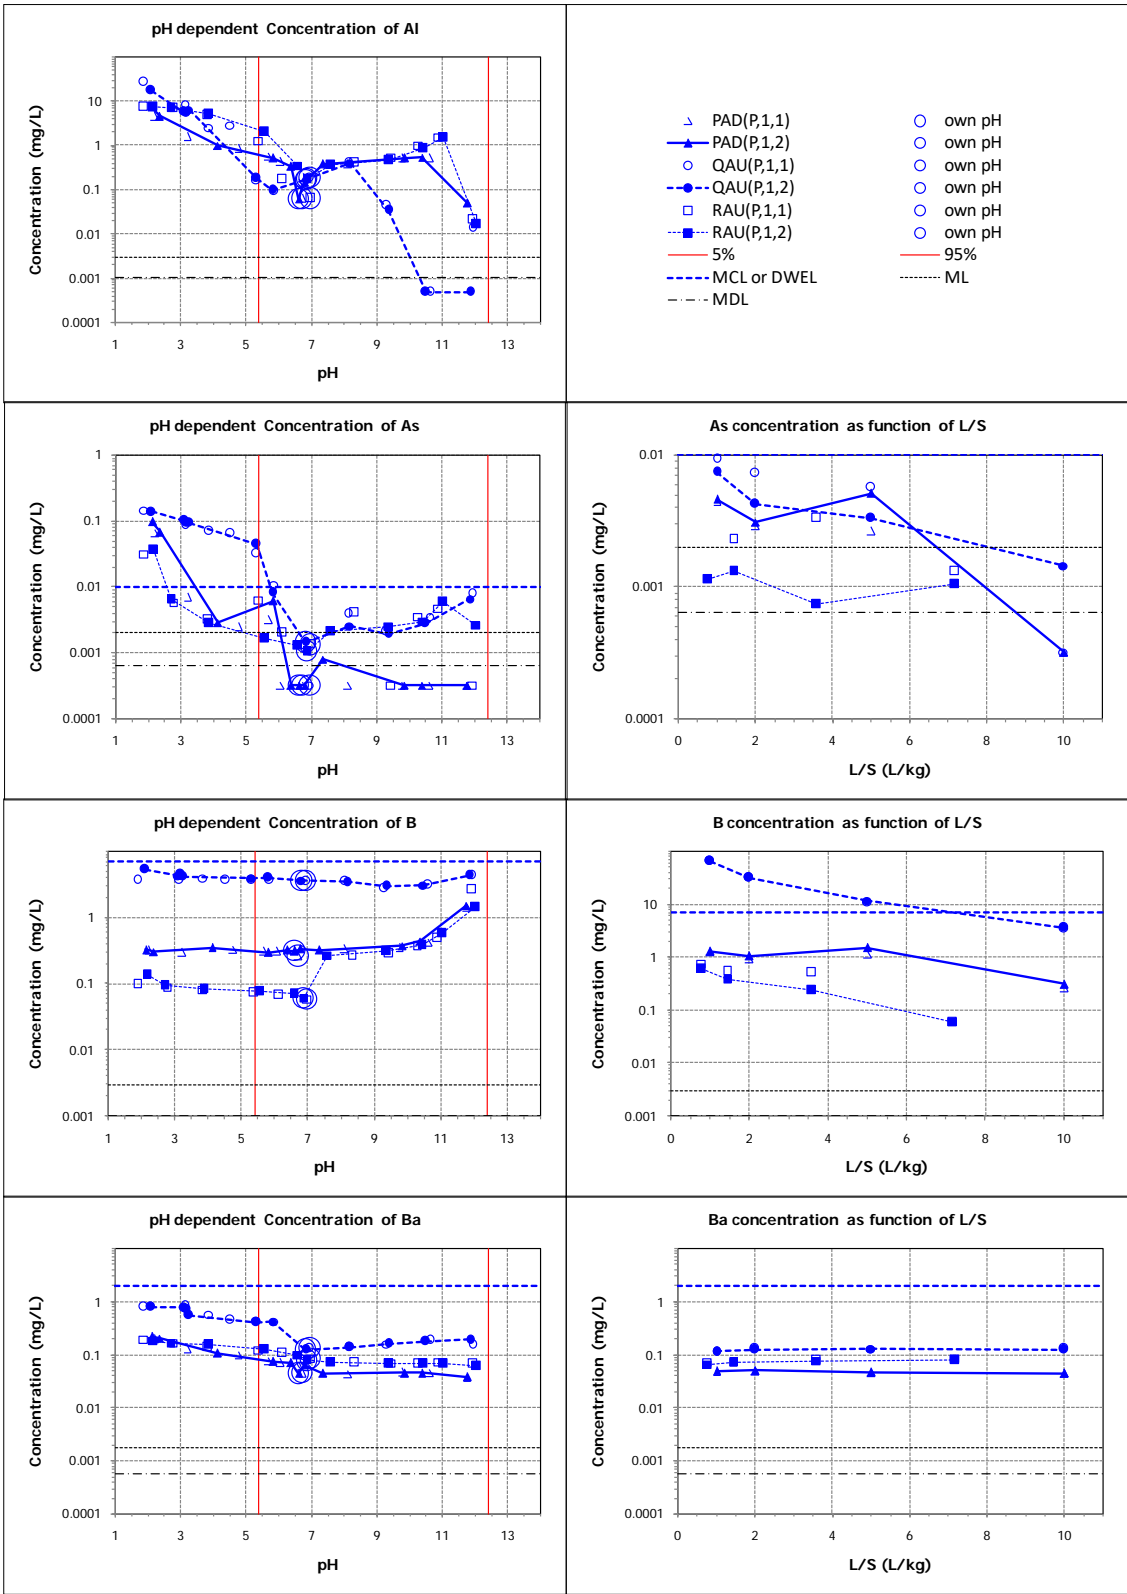 pH dependent Concentration of Al
Concentration (mg/L)
10
1
0.1
0.01
0.001
0.0001
1 3 5 7 9 11 13
pH
PAD(P,1,1) own pH
PAD(P,1,2) own pH
QAU(P,1,1) own pH
QAU(P,1,2) own pH
RAU(P,1,1) own pH
RAU(P,1,2) own pH
5% 95%
MCL or DWEL ML
MDL
pH dependent Concentration of As
Concentration (mg/L)
1
0.1
0.01
0.001
0.0001
1 3 5 7 9 11 13
pH
As concentration as function of L/S
Concentration (mg/L)
0.01
0.001
0.0001
0 2 4 6 8 10
L/S (L/kg)
pH dependent Concentration of B
Concentration (mg/L)
1
0.1
0.01
0.001
1 3 5 7 9 11 13
pH
B concentration as function of L/S
Concentration (mg/L)
100
10
1
0.1
0.01
0.001
0 2 4 6 8 10
L/S (L/kg)
pH dependent Concentration of Ba
Concentration (mg/L)
1
0.1
0.01
0.001
0.0001
1 3 5 7 9 11 13
pH
Ba concentration as function of L/S
Concentration (mg/L)
1
0.1
0.01
0.001
0.0001
0 2 4 6 8 10
L/S (L/kg)